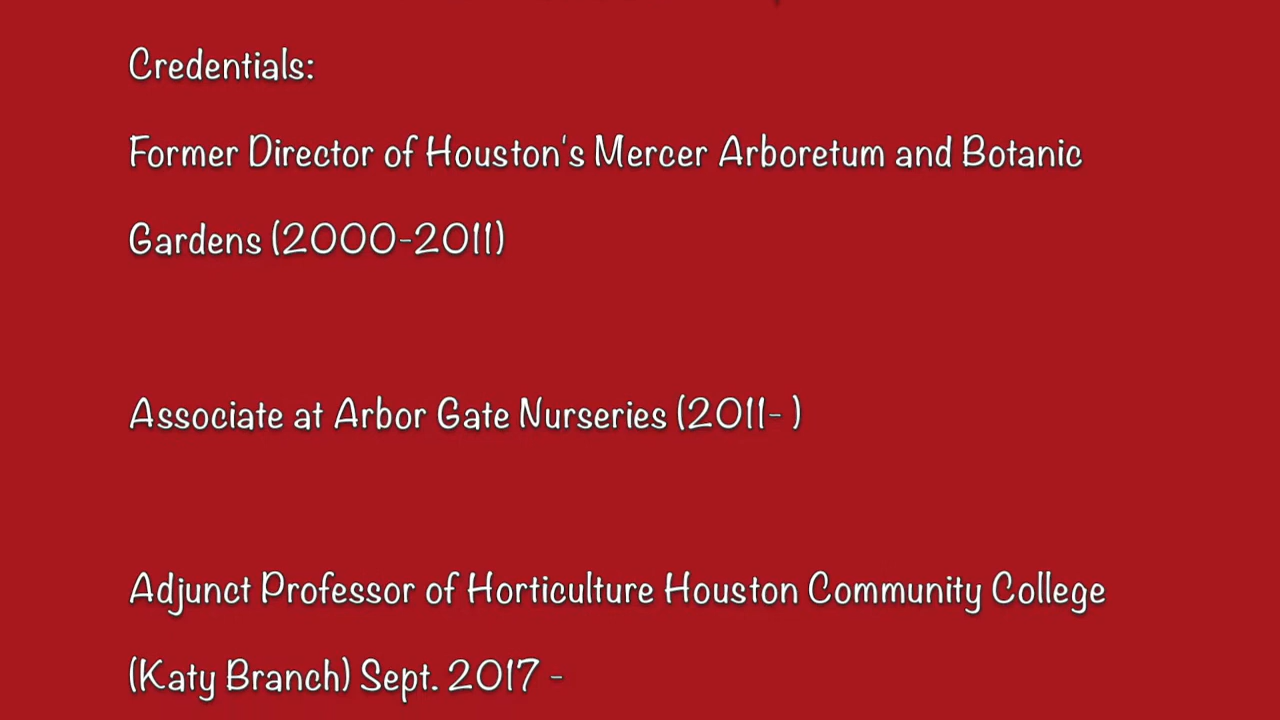 Credentials:
Former Director of Houston's Mercer Arboretum and Botanic
Gardens (2000-2011)
Associate at Arbor Gate Nurseries (2011- )
Adjunct Professor of Horticulture Houston Community College
(Katy Branch) Sept. 2017 -